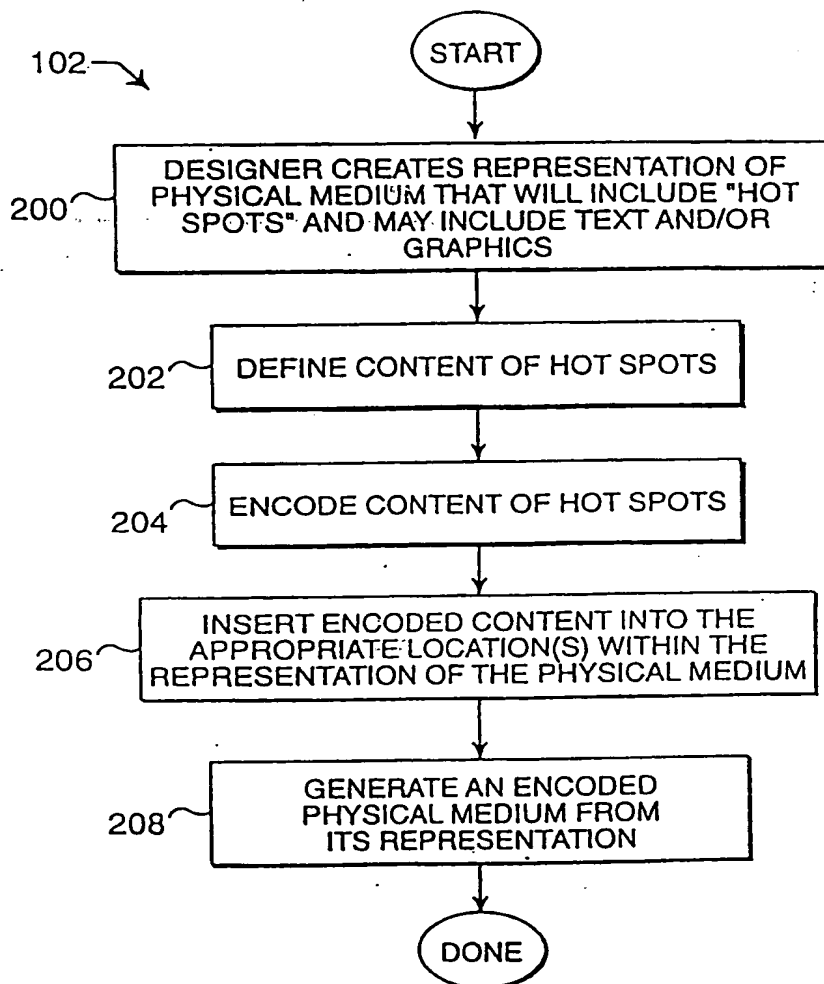 START
102
DESIGNER CREATES REPRESENTATION OF
PHYSICAL MEDIUM THAT WILL INCLUDE "HOT
SPOTS" AND MAY INCLUDE TEXT AND/OR
GRAPHICS
200
DEFINE CONTENT OF HOT SPOTS
202
ENCODE CONTENT OF HOT SPOTS
204
INSERT ENCODED CONTENT INTO THE
APPROPRIATE LOCATION(S) WITHIN THE
REPRESENTATION OF THE PHYSICAL MEDIUM
206
GENERATE AN ENCODED
PHYSICAL MEDIUM FROM
ITS REPRESENTATION
208
DONE